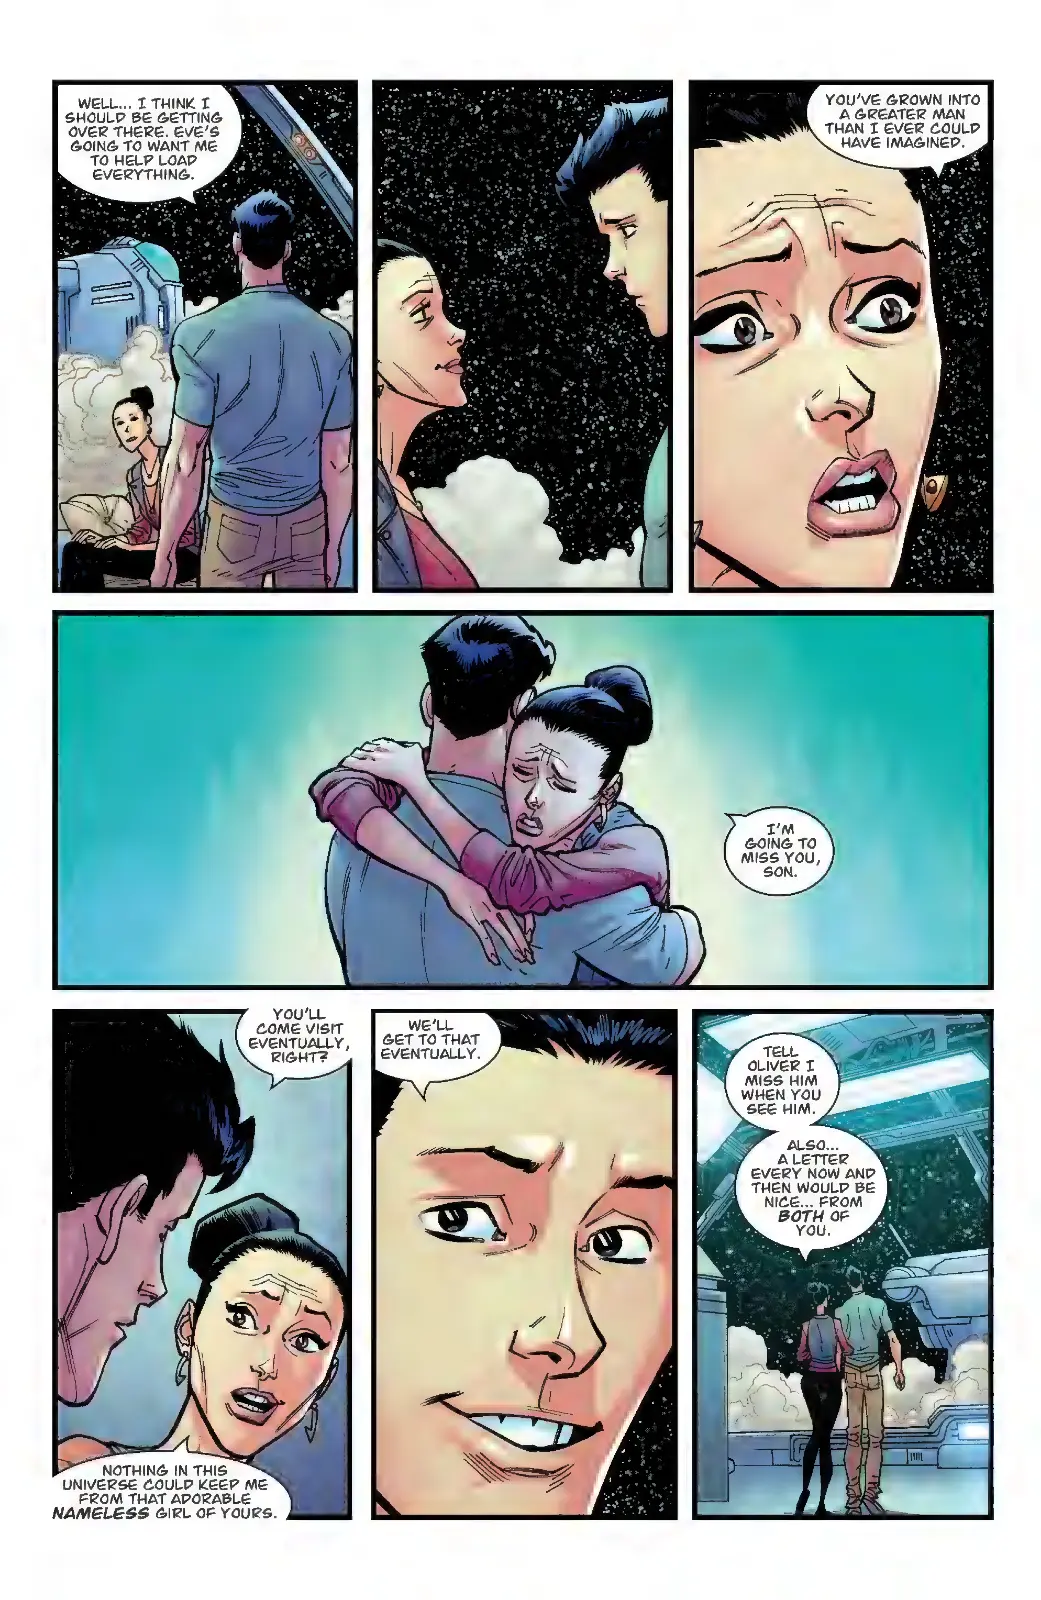 WELL... I THINK I
SHOULD BE GETTING
OVER THERE. EVE'S
GOING TO WANT ME
TO HELP LOAD
EVERYTHING.
YOU'VE GROWN INTO
A GREATER MAN
THAN I EVER COULD
HAVE IMAGINED.
I'M
GOING TO
MISS YOU,
SON.
YOU'LL
COME VISIT
EVENTUALLY,
RIGHT?
NOTHING IN THIS
UNIVERSE COULD KEEP ME
FROM THAT ADORABLE
NAMELESS GIRL OF YOURS.
WE'LL
GET TO THAT
EVENTUALLY.
TELL
OLIVER I
MISS HIM
WHEN YOU
SEE HIM.
ALSO...
A LETTER
EVERY NOW AND
THEN WOULD BE
NICE... FROM
BOTH OF
YOU.